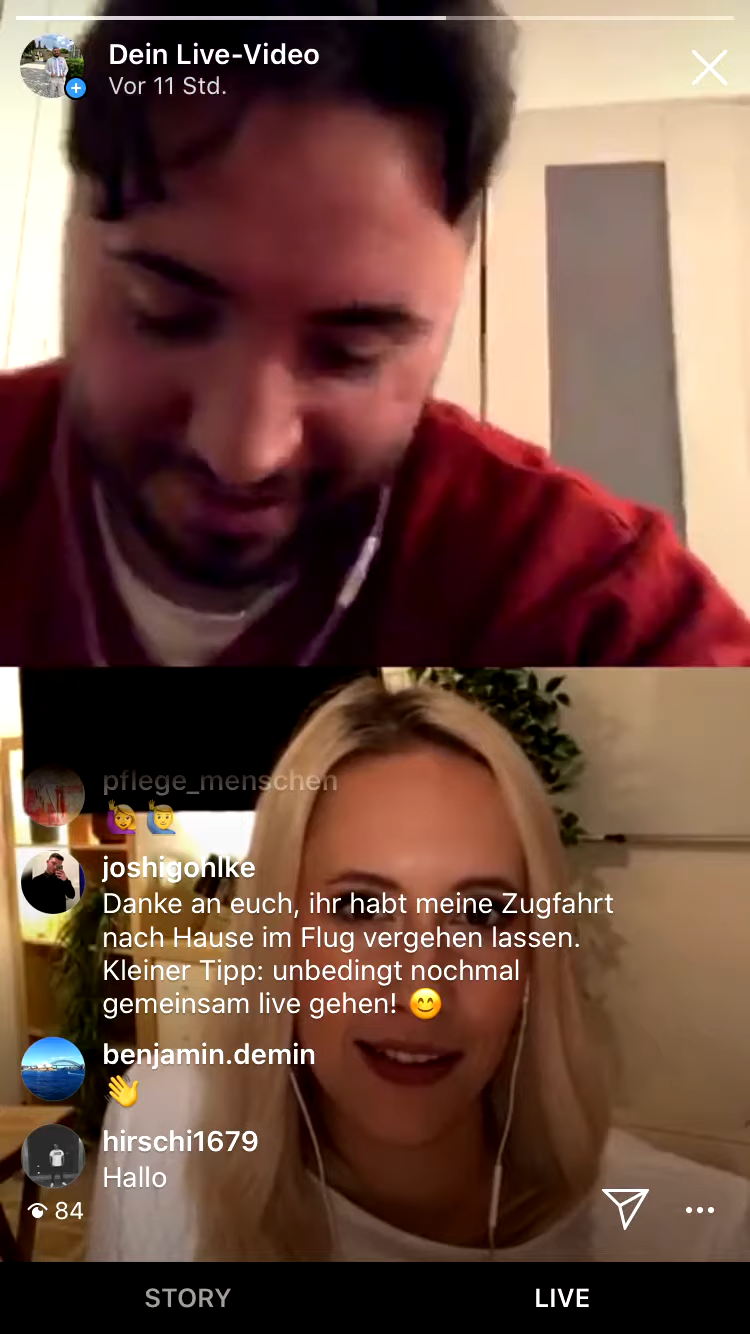 Dein Live-Video
Vor 11 Std.
pflege_menschen
🙋‍♀️🙋‍♂️
joshigohlke
Danke an euch, ihr habt meine Zugfahrt
nach Hause im Flug vergehen lassen.
Kleiner Tipp: unbedingt nochmal
gemeinsam live gehen! 😊
benjamin.demin
👋
hirschi1679
Hallo
84
STORY
LIVE